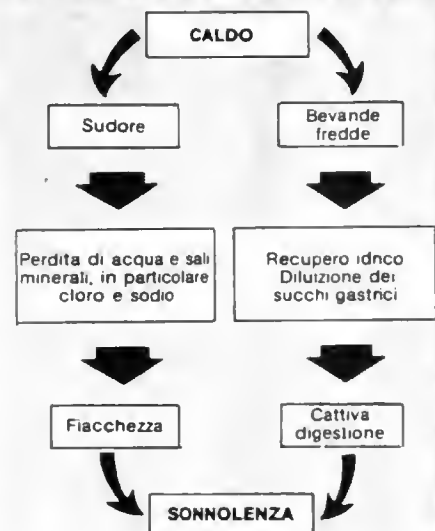 CALDO
Sudore
Bevande
fredde
Perdita di acqua e sali
minerali, in particolare
cloro e sodio
Recupero idrico
Diluizione dei
succhi gastrici
Fiacchezza
Cattiva
digestione
SONNOLENZA